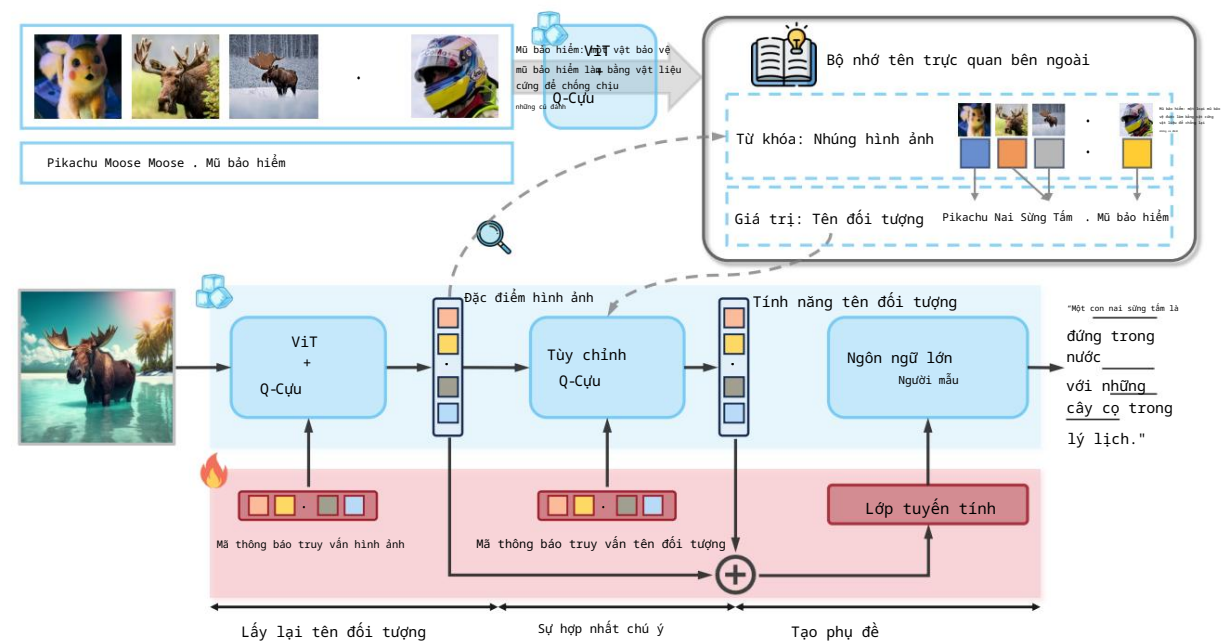 Mũ bảo hiểm: một vật bảo vệ
mũ bảo hiểm làm bằng vật liệu
cứng để chống chịu
những cú đánh
ViT
+
Q-Cựu
Pikachu Moose Moose . Mũ bảo hiểm
Bộ nhớ tên trực quan bên ngoài
Từ khóa: Nhúng hình ảnh
Giá trị: Tên đối tượng
Pikachu Nai Sừng Tấm . Mũ bảo hiểm
Đặc điểm hình ảnh
Tính năng tên đối tượng
ViT
+
Q-Cựu
Tùy chỉnh
Q-Cựu
Ngôn ngữ lớn
Người mẫu
"Một con nai sừng tấm là
đứng trong
nước
với những
cây cọ trong
lý lịch."
Mã thông báo truy vấn hình ảnh
Mã thông báo truy vấn tên đối tượng
Lớp tuyến tính
Lấy lại tên đối tượng
Sự hợp nhất chú ý
Tạo phụ đề